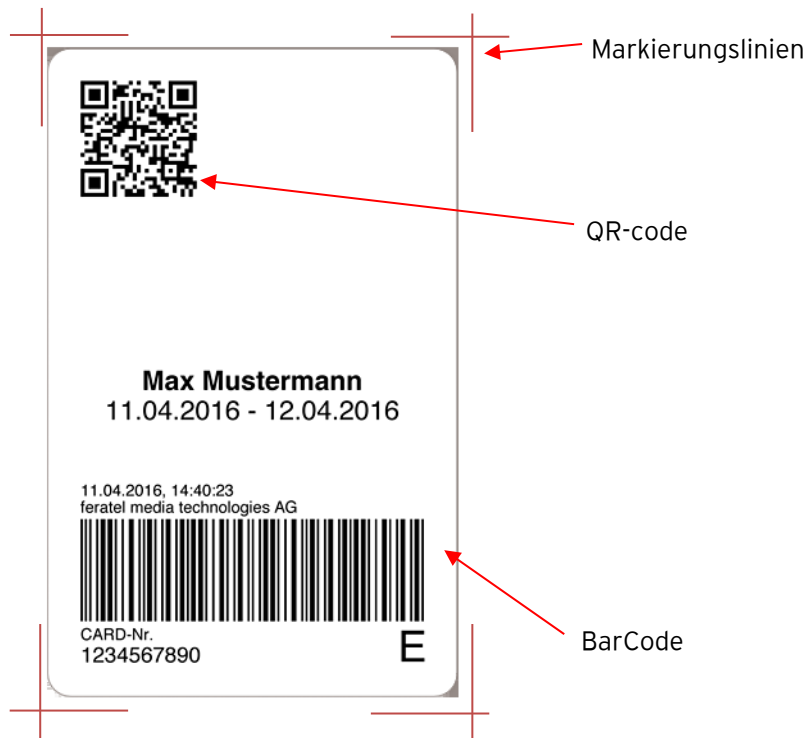 Markierungslinien
QR-code
Max Mustermann
11.04.2016 - 12.04.2016
11.04.2016, 14:40:23
feratel media technologies AG
BarCode
CARD-Nr.
1234567890
E